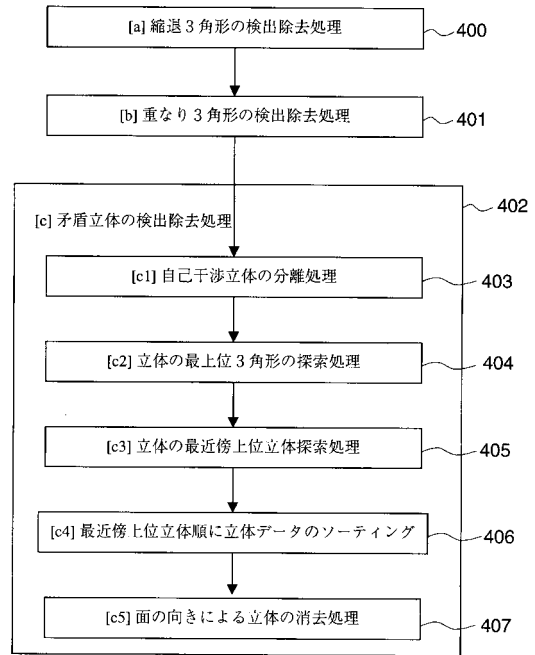 [a] 縮退3角形の検出除去処理
400
[b] 重なり3角形の検出除去処理
401
402
[c] 矛盾立体の検出除去処理
[c1] 自己干渉立体の分離処理
403
[c2] 立体の最上位3角形の探索処理
404
[c3] 立体の最近傍上位立体探索処理
405
[c4] 最近傍上位立体順に立体データのソーティング
406
[c5] 面の向きによる立体の消去処理
407